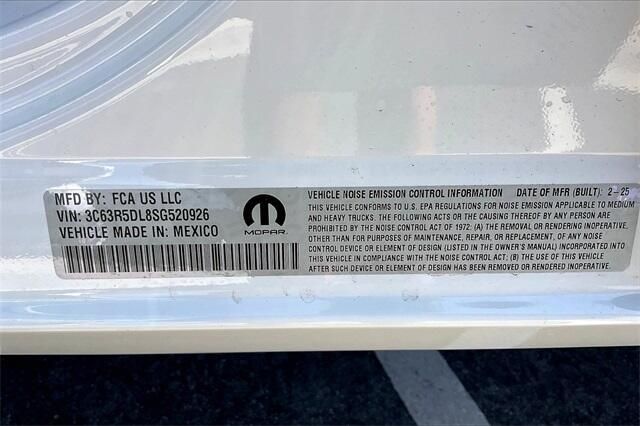 MFD BY: FCA US LLC
VIN: 3C63R5DL8SG520926
VEHICLE MADE IN: MEXICO
MOPAR.
VEHICLE NOISE EMISSION CONTROL INFORMATION DATE OF MFR (BUILT): 2-25
THIS VEHICLE CONFORMS TO U.S. EPA REGULATIONS FOR NOISE EMISSION APPLICABLE TO MEDIUM
AND HEAVY TRUCKS. THE FOLLOWING ACTS OR THE CAUSING THEREOF BY ANY PERSON ARE PROHIBITED
BY THE NOISE CONTROL ACT OF 1972: (A) THE REMOVAL OR RENDERING INOPERATIVE,
OTHER THAN FOR PURPOSES OF MAINTENANCE, REPAIR, OR REPLACEMENT, OF ANY NOISE
CONTROL DEVICE OR ELEMENT OF DESIGN (LISTED IN THE OWNER'S MANUAL) INCORPORATED INTO
THIS VEHICLE IN COMPLIANCE WITH THE NOISE CONTROL ACT; (B) THE USE OF THIS VEHICLE
AFTER SUCH DEVICE OR ELEMENT OF DESIGN HAS BEEN REMOVED OR RENDERED INOPERATIVE.